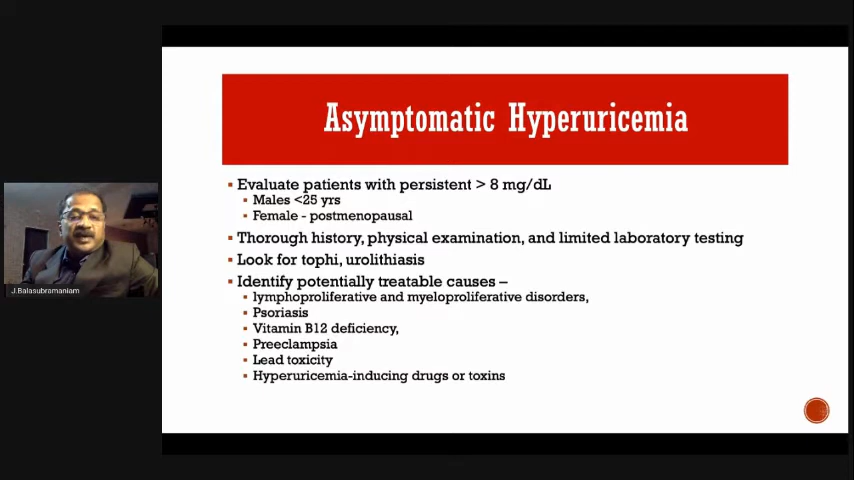 Asymptomatic Hyperuricemia
Evaluate patients with persistent > 8 mg/dL
Males <25 yrs
Female - postmenopausal
Thorough history, physical examination, and limited laboratory testing
Look for tophi, urolithiasis
Identify potentially treatable causes –
lymphoproliferative and myeloproliferative disorders,
Psoriasis
Vitamin B12 deficiency,
Preeclampsia
Lead toxicity
Hyperuricemia-inducing drugs or toxins
J.Balasubramaniam